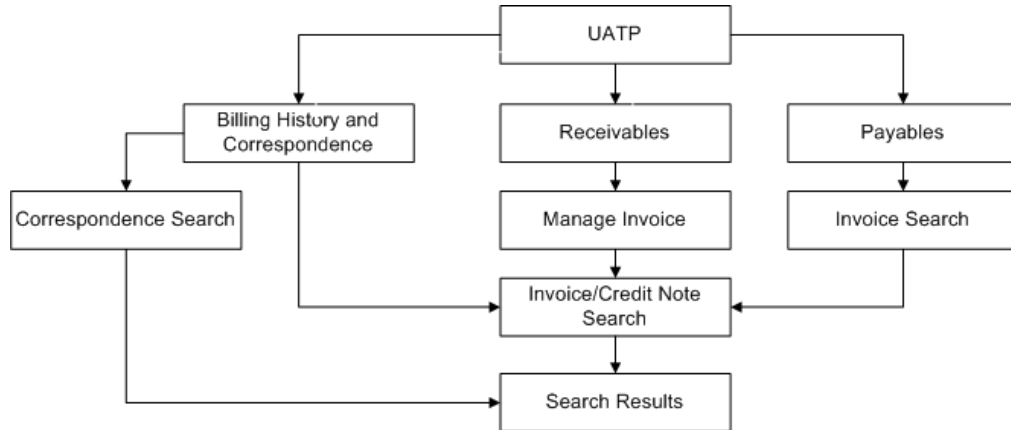 UATP
Billing History and
Correspondence
Receivables
Payables
Correspondence Search
Manage Invoice
Invoice Search
Invoice/Credit Note
Search
Search Results